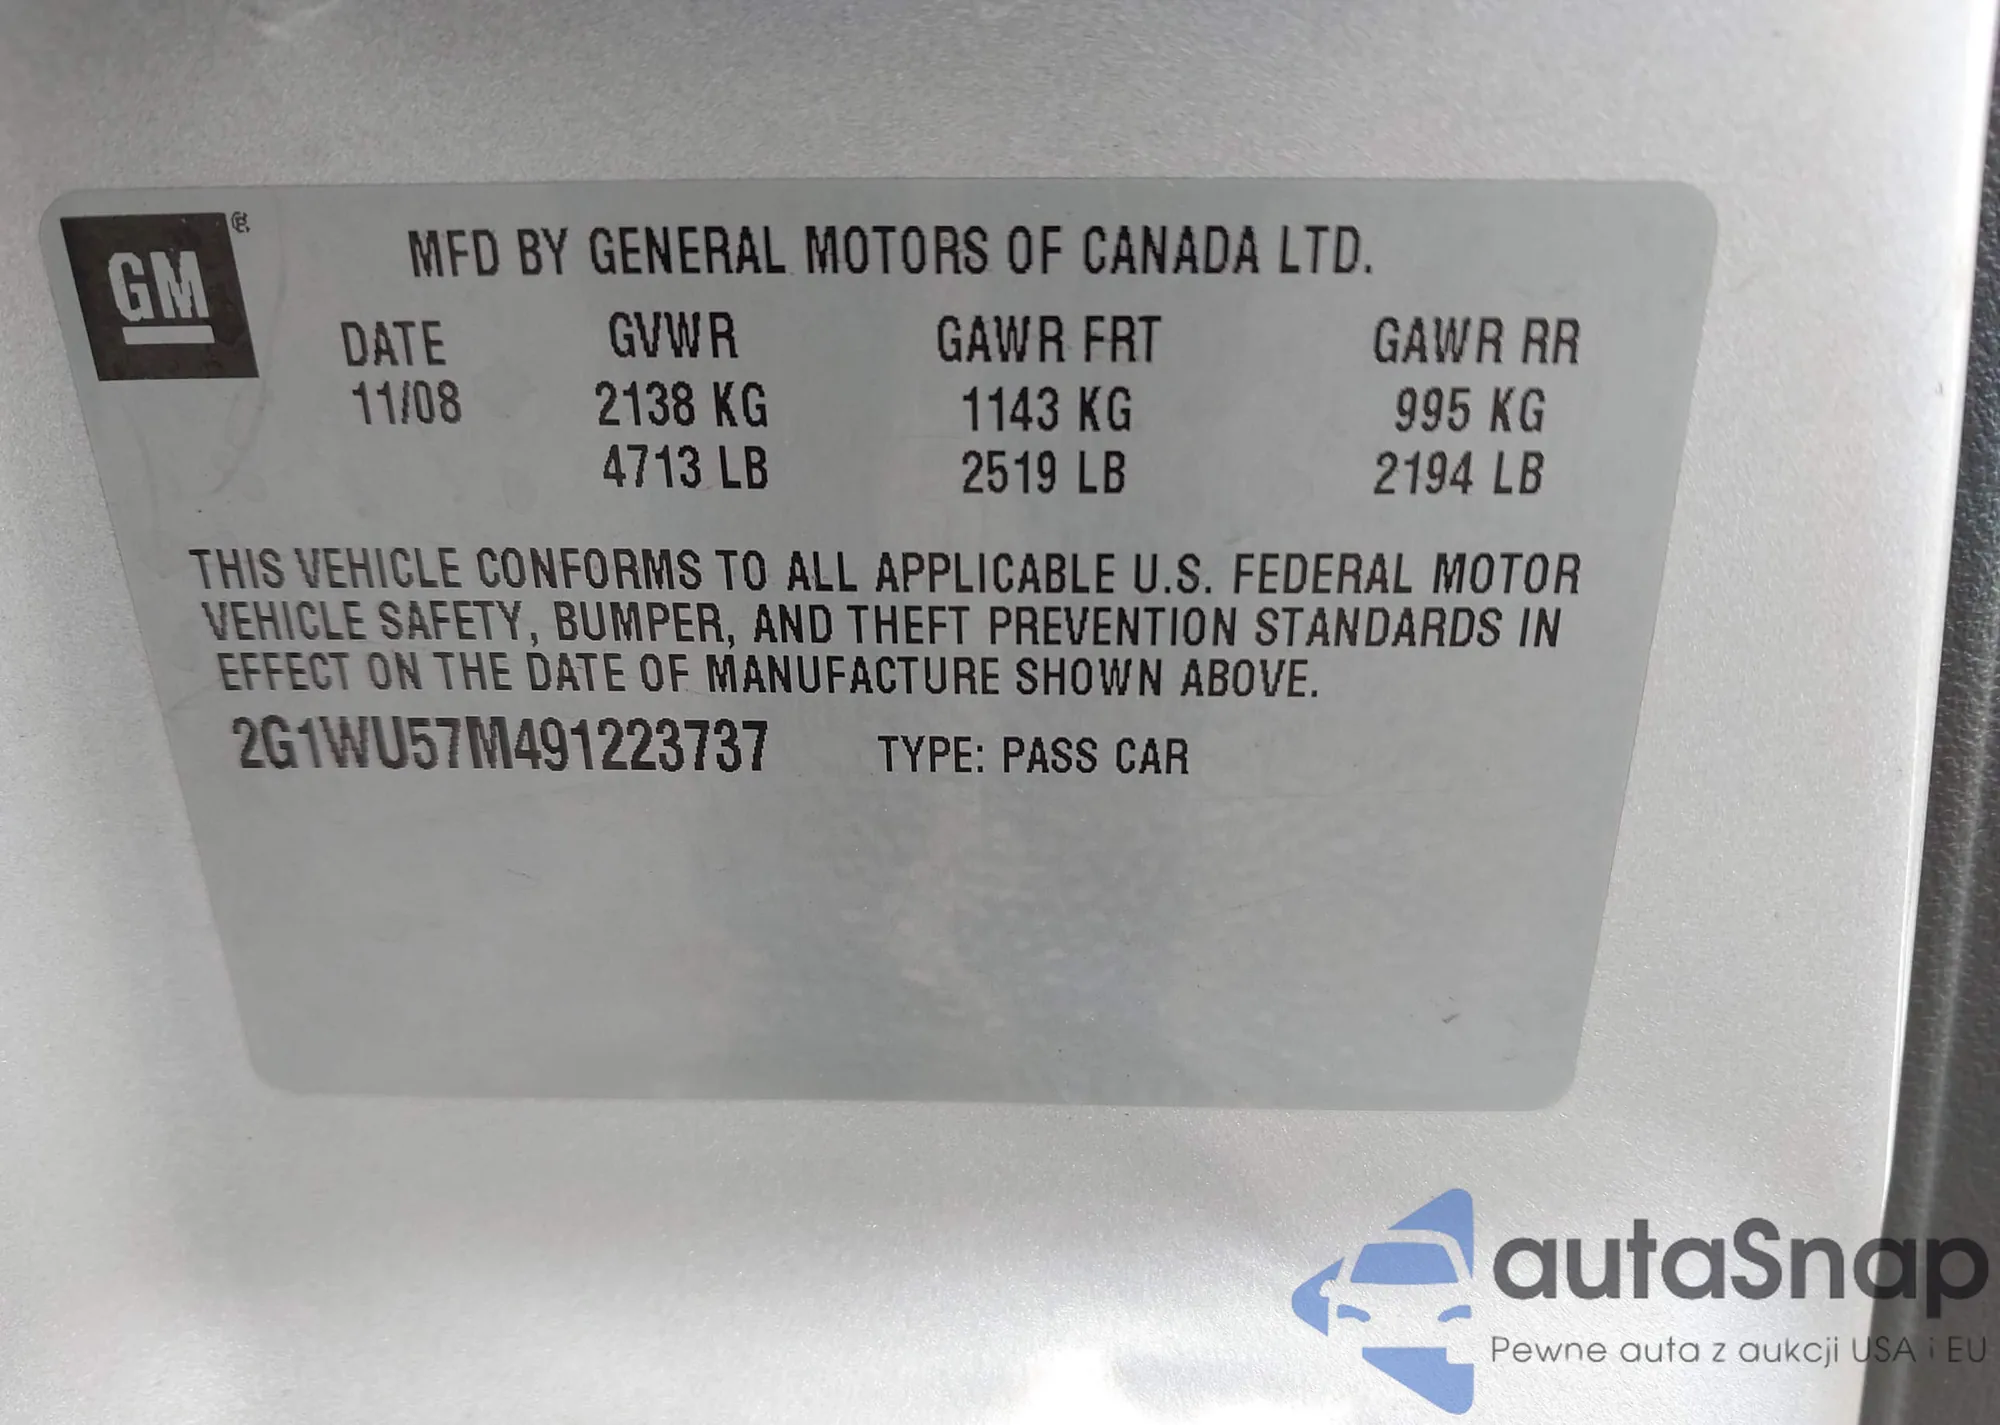 GM
MFD BY GENERAL MOTORS OF CANADA LTD.
DATE GVWR GAWR FRT GAWR RR
11/08 2138 KG 1143 KG 995 KG
4713 LB 2519 LB 2194 LB
THIS VEHICLE CONFORMS TO ALL APPLICABLE U.S. FEDERAL MOTOR
VEHICLE SAFETY, BUMPER, AND THEFT PREVENTION STANDARDS IN
EFFECT ON THE DATE OF MANUFACTURE SHOWN ABOVE.
2G1WU57M491223737 TYPE: PASS CAR
autaSnap
Pewne auta z aukcji USA i EU